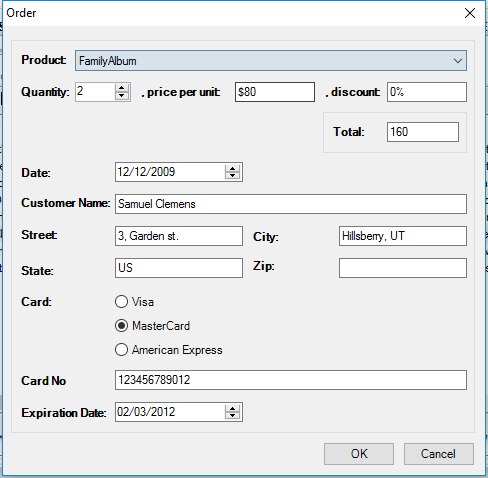 Order
Product: FamilyAlbum
Quantity: 2 , price per unit: $80 , discount: 0%
Total: 160
Date: 12/12/2009
Customer Name: Samuel Clemens
Street: 3, Garden st. City: Hillsberry, UT
State: US Zip:
Card: Visa
MasterCard
American Express
Card No 123456789012
Expiration Date: 02/03/2012
OK Cancel